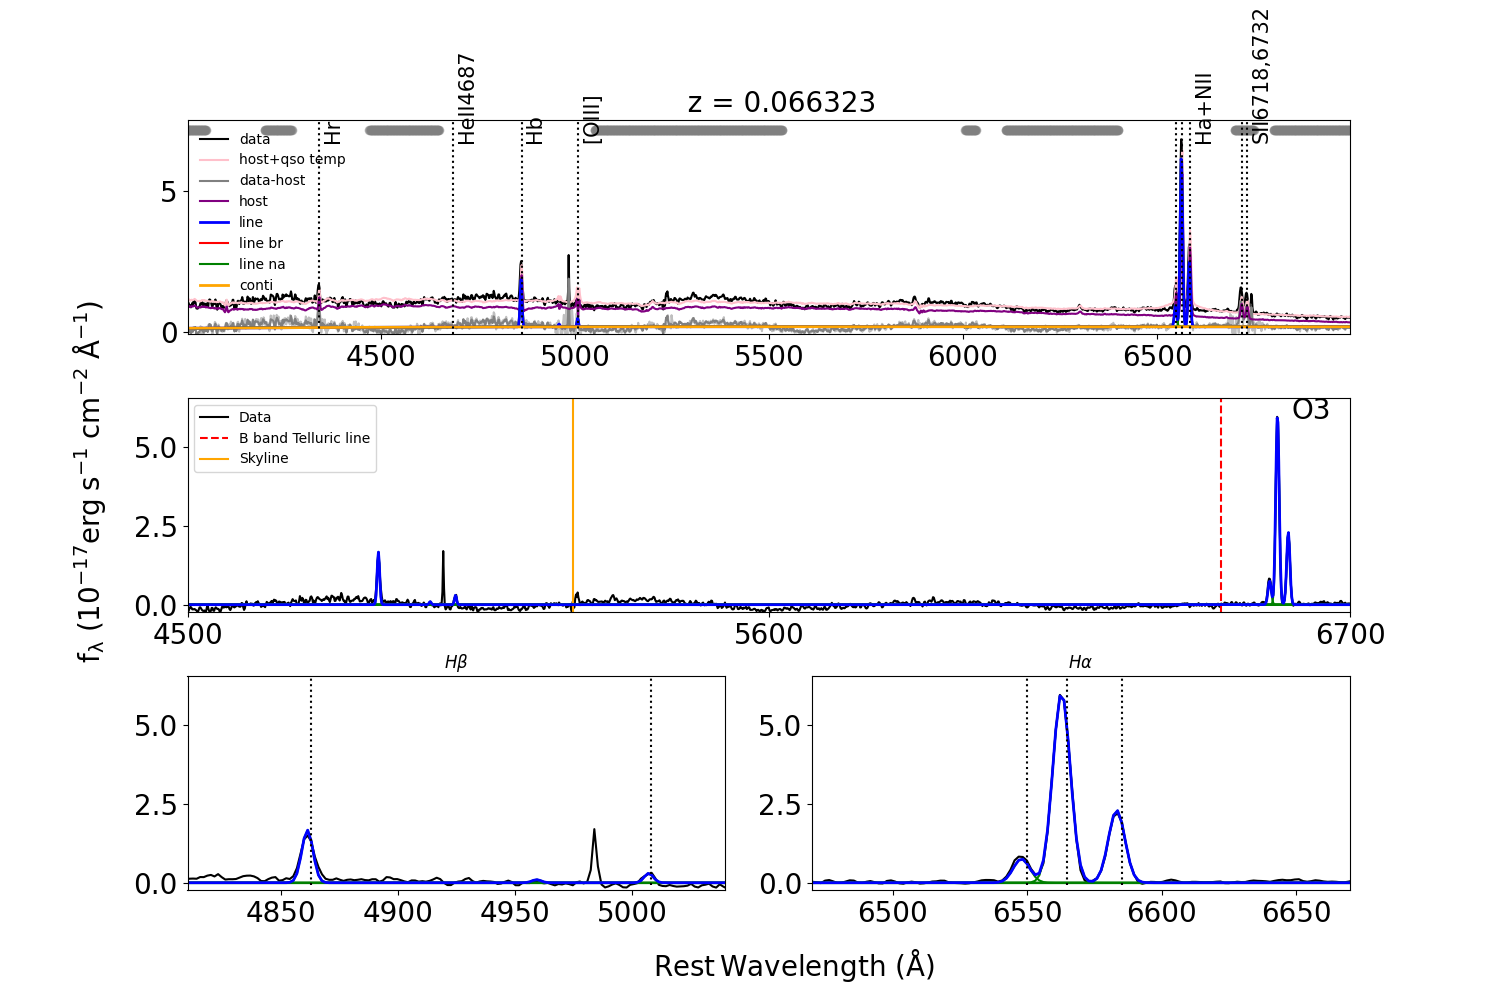 z = 0.066323
Hr
HeII4687
Hb
[OIII]
Ha+NII
SII6718,6732
data
host+qso temp
data-host
host
line
line br
line na
conti
5
0
4500
5000
5500
6000
6500
Data
B band Telluric line
Skyline
O3
5.0
2.5
0.0
4500
5600
6700
fλ (10⁻¹⁷erg s⁻¹ cm⁻² Å⁻¹)
Hβ
5.0
2.5
0.0
4850
4900
4950
5000
Hα
5.0
2.5
0.0
6500
6550
6600
6650
Rest Wavelength (Å)